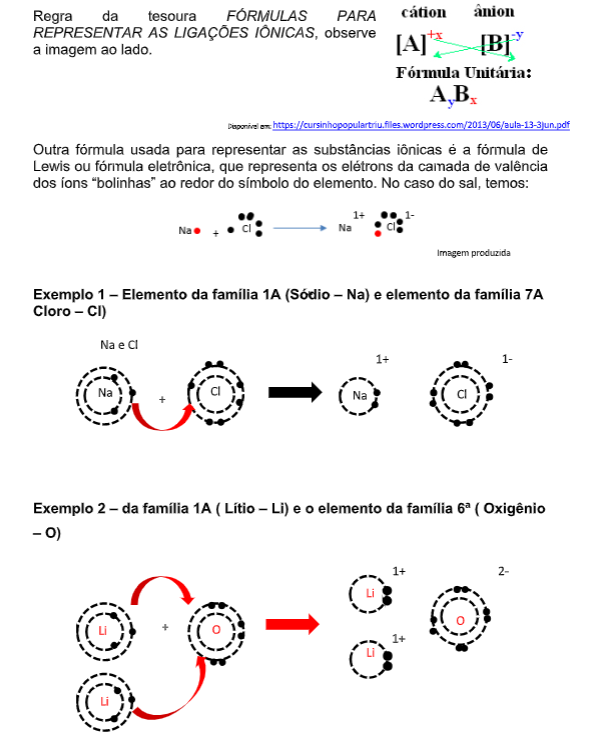 Regra da tesoura FÓRMULAS PARA
REPRESENTAR AS LIGAÇÕES IÔNICAS, observe
a imagem ao lado.
cátion ânion
[A]+x [B]-y
Fórmula Unitária:
AyBx
Disponível em: https://cursinhopopulartriu.files.wordpress.com/2013/06/aula-13-3jun.pdf
Outra fórmula usada para representar as substâncias iônicas é a fórmula de
Lewis ou fórmula eletrônica, que representa os elétrons da camada de valência
dos íons “bolinhas” ao redor do símbolo do elemento. No caso do sal, temos:
Na + Cl Na 1+ Cl 1-
Imagem produzida
Exemplo 1 – Elemento da família 1A (Sódio – Na) e elemento da família 7A
Cloro – Cl)
Na e Cl
Na + Cl Na 1+ Cl 1-
Exemplo 2 – da família 1A ( Lítio – Li) e o elemento da família 6ª ( Oxigênio
– O)
Li + O Li 1+ O 2-
Li Li 1+